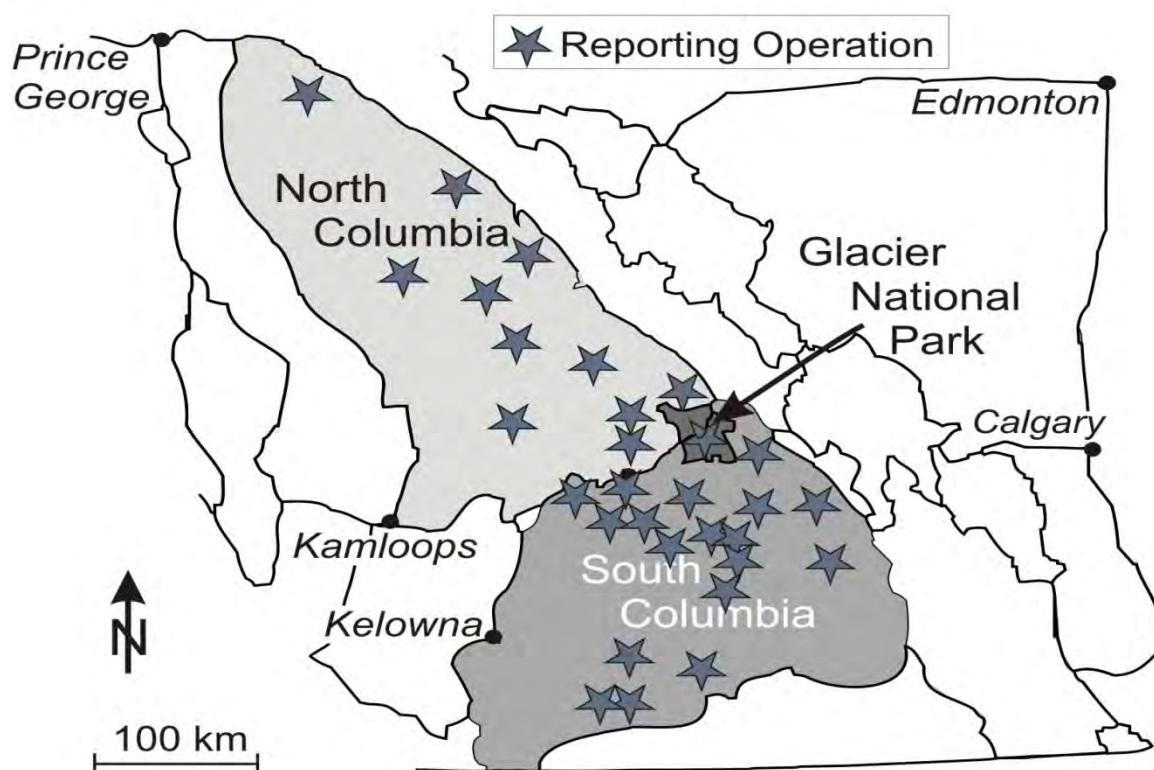 Reporting Operation
Prince
George
Edmonton
North
Columbia
Glacier
National
Park
Calgary
Kamloops
South
Columbia
Kelowna
N
100 km